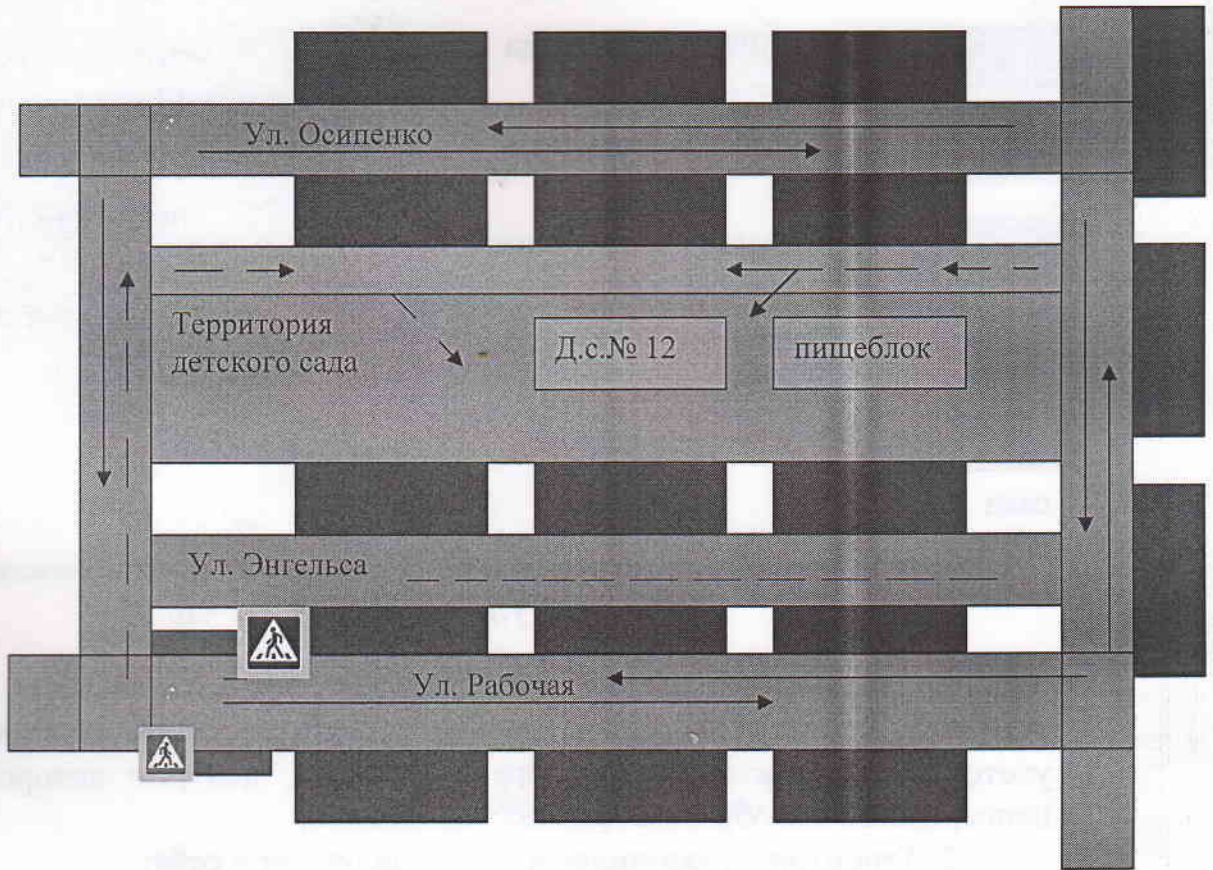 Ул. Осипенко
Территория
детского сада
Д.с.№ 12
пищеблок
Ул. Энгельса
Ул. Рабочая